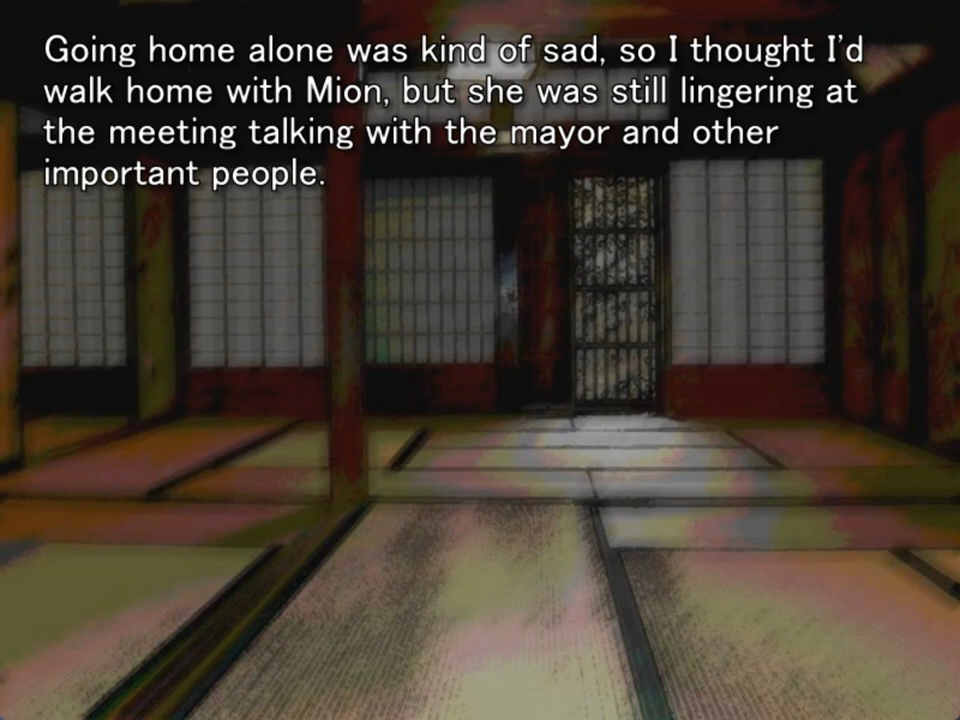 Going home alone was kind of sad, so I thought I'd
walk home with Mion, but she was still lingering at
the meeting talking with the mayor and other
important people.